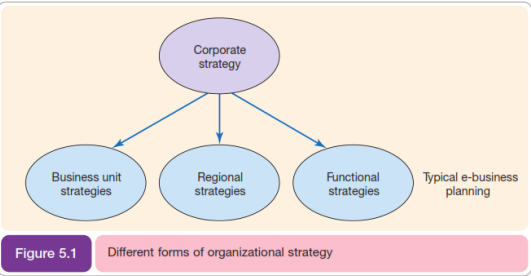 Corporate
strategy
Business unit
strategies
Regional
strategies
Functional
strategies
Typical e-business
planning
Figure 5.1
Different forms of organizational strategy